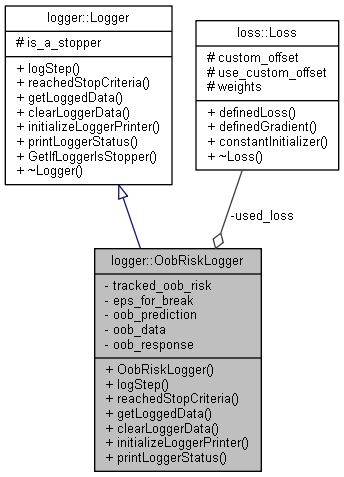 logger::Logger
# is_a_stopper
+ logStep()
+ reachedStopCriteria()
+ getLoggedData()
+ clearLoggerData()
+ initializeLoggerPrinter()
+ printLoggerStatus()
+ GetIfLoggerIsStopper()
+ ~Logger()
loss::Loss
# custom_offset
# use_custom_offset
# weights
+ definedLoss()
+ definedGradient()
+ constantInitializer()
+ ~Loss()
-used_loss
logger::OobRiskLogger
- tracked_oob_risk
- eps_for_break
- oob_prediction
- oob_data
- oob_response
+ OobRiskLogger()
+ logStep()
+ reachedStopCriteria()
+ getLoggedData()
+ clearLoggerData()
+ initializeLoggerPrinter()
+ printLoggerStatus()